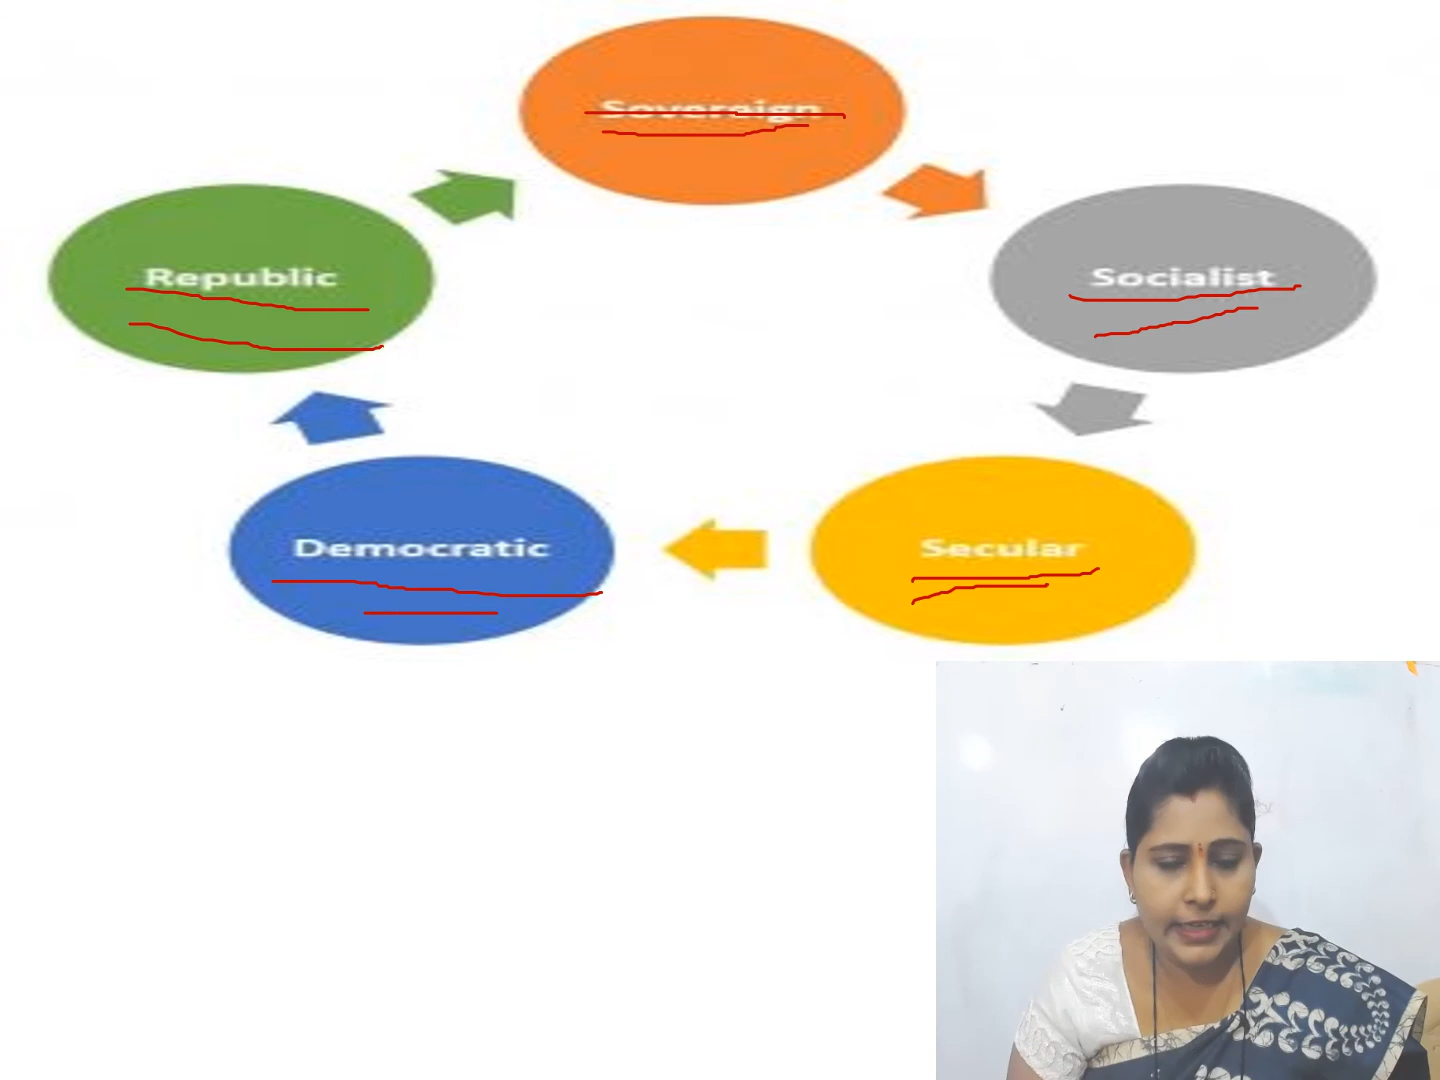 Sovereign
Socialist
Secular
Democratic
Republic